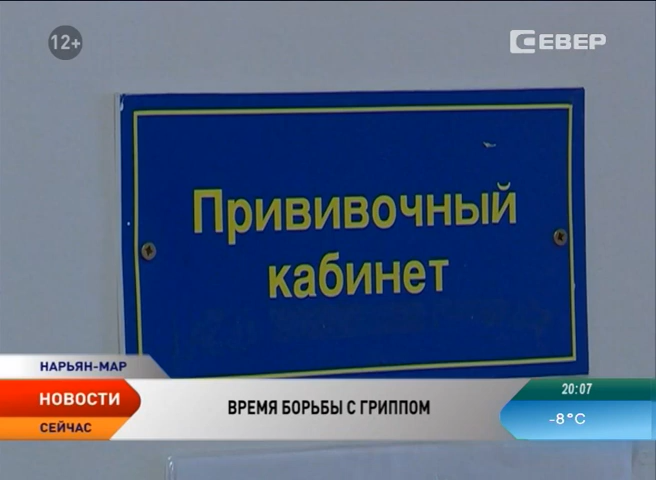 12+
СЕВЕР
Прививочный
кабинет
НАРЬЯН-МАР
НОВОСТИ
СЕЙЧАС
ВРЕМЯ БОРЬБЫ С ГРИППОМ
20:07
-8°C